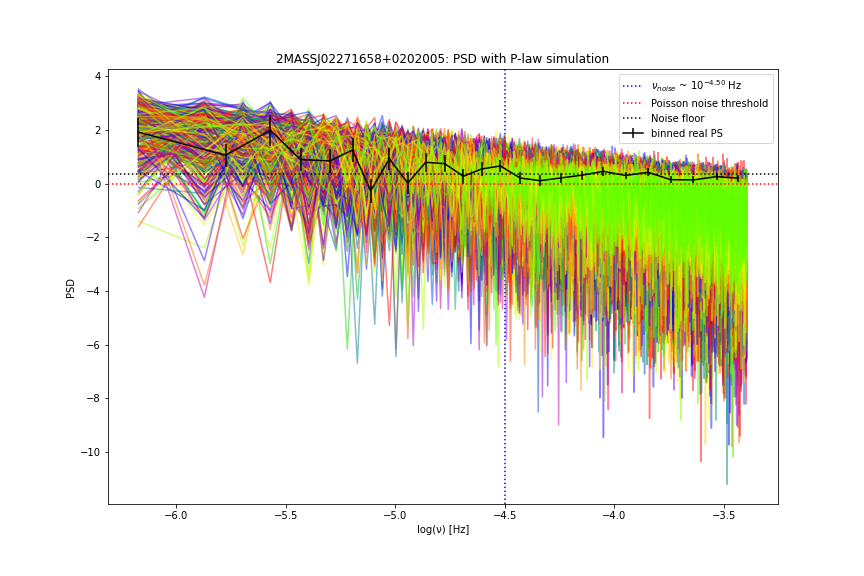 2MASSJ02271658+0202005: PSD with P-law simulation
ν_noise ~ 10^−4.50 Hz
Poisson noise threshold
Noise floor
binned real PS
4
2
0
−2
−4
−6
−8
−10
PSD
−6.0 −5.5 −5.0 −4.5 −4.0 −3.5
log(ν) [Hz]